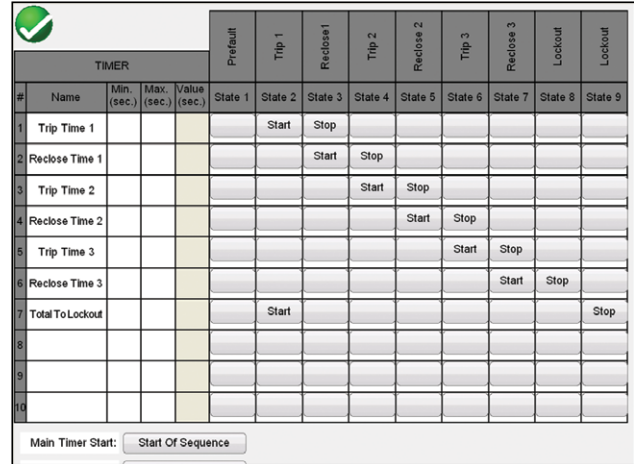 Prefault Trip 1 Reclose1 Trip 2 Reclose 2 Trip 3 Reclose 3 Lockout Lockout
TIMER
# Name Min. (sec.) Max. (sec.) Value (sec.) State 1 State 2 State 3 State 4 State 5 State 6 State 7 State 8 State 9
1 Trip Time 1 Start Stop
2 Reclose Time 1 Start Stop
3 Trip Time 2 Start Stop
4 Reclose Time 2 Start Stop
5 Trip Time 3 Start Stop
6 Reclose Time 3 Start Stop
7 Total To Lockout Start Stop
8
9
10
Main Timer Start: Start Of Sequence